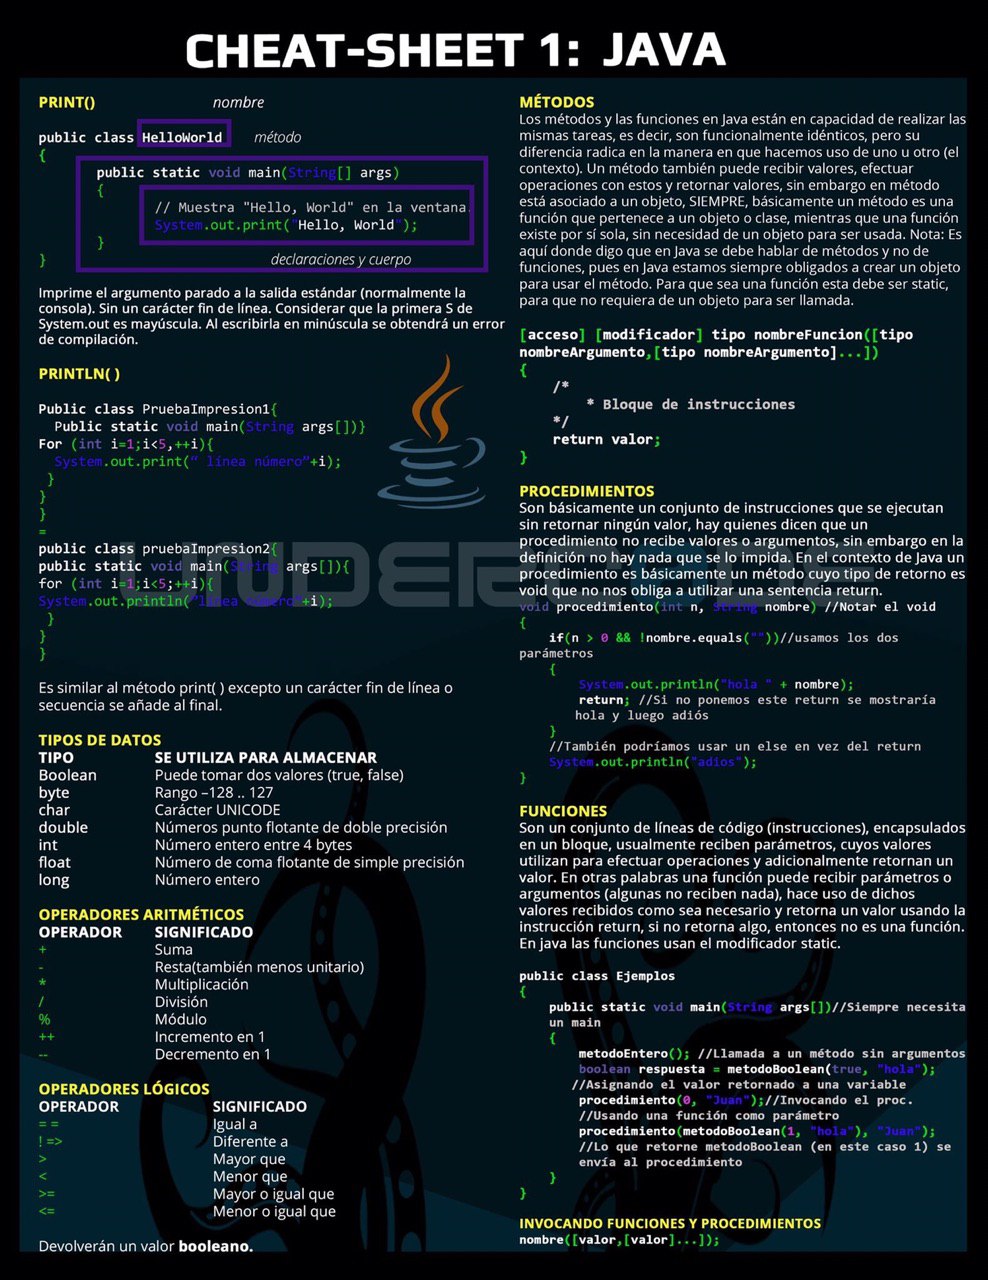 CHEAT-SHEET 1: JAVA
PRINT()
nombre
public class HelloWorld
método
{
public static void main(String[] args)
{
// Muestra "Hello, World" en la ventana.
System.out.print("Hello, World");
}
declaraciones y cuerpo
}
Imprime el argumento parado a la salida estándar (normalmente la
consola). Sin un carácter fin de línea. Considerar que la primera S de
System.out es mayúscula. Al escribirla en minúscula se obtendrá un error
de compilación.
PRINTLN( )
Public class PruebaImpresion1{
Public static void main(String args[])}
For (int i=1;i<5,++i){
System.out.print(" línea número"+i);
}
}
}
=
public class pruebaImpresion2{
public static void main(String args[]){
for (int i=1;i<5;++i){
System.out.println("línea número"+i);
}
}
}
Es similar al método print( ) excepto un carácter fin de línea o
secuencia se añade al final.
TIPOS DE DATOS
TIPO SE UTILIZA PARA ALMACENAR
Boolean Puede tomar dos valores (true, false)
byte Rango –128 .. 127
char Carácter UNICODE
double Números punto flotante de doble precisión
int Número entero entre 4 bytes
float Número de coma flotante de simple precisión
long Número entero
OPERADORES ARITMÉTICOS
OPERADOR SIGNIFICADO
+ Suma
- Resta(también menos unitario)
* Multiplicación
/ División
% Módulo
++ Incremento en 1
-- Decremento en 1
OPERADORES LÓGICOS
OPERADOR SIGNIFICADO
= = Igual a
! => Diferente a
> Mayor que
< Menor que
>= Mayor o igual que
<= Menor o igual que
Devolverán un valor booleano.
MÉTODOS
Los métodos y las funciones en Java están en capacidad de realizar las
mismas tareas, es decir, son funcionalmente idénticos, pero su
diferencia radica en la manera en que hacemos uso de uno u otro (el
contexto). Un método también puede recibir valores, efectuar
operaciones con estos y retornar valores, sin embargo en método
está asociado a un objeto, SIEMPRE, básicamente un método es una
función que pertenece a un objeto o clase, mientras que una función
existe por sí sola, sin necesidad de un objeto para ser usada. Nota: Es
aquí donde digo que en Java se debe hablar de métodos y no de
funciones, pues en Java estamos siempre obligados a crear un objeto
para usar el método. Para que sea una función esta debe ser static,
para que no requiera de un objeto para ser llamada.
[acceso] [modificador] tipo nombreFuncion([tipo
nombreArgumento,[tipo nombreArgumento]...])
{
/*
* Bloque de instrucciones
*/
return valor;
}
PROCEDIMIENTOS
Son básicamente un conjunto de instrucciones que se ejecutan
sin retornar ningún valor, hay quienes dicen que un
procedimiento no recibe valores o argumentos, sin embargo en la
definición no hay nada que se lo impida. En el contexto de Java un
procedimiento es básicamente un método cuyo tipo de retorno es
void que no nos obliga a utilizar una sentencia return.
void procedimiento(int n, String nombre) //Notar el void
{
if(n > 0 && !nombre.equals(""))//usamos los dos
parámetros
{
System.out.println("hola " + nombre);
return; //Si no ponemos este return se mostraría
hola y luego adiós
}
//También podríamos usar un else en vez del return
System.out.println("adios");
}
FUNCIONES
Son un conjunto de líneas de código (instrucciones), encapsulados
en un bloque, usualmente reciben parámetros, cuyos valores
utilizan para efectuar operaciones y adicionalmente retornan un
valor. En otras palabras una función puede recibir parámetros o
argumentos (algunas no reciben nada), hace uso de dichos
valores recibidos como sea necesario y retorna un valor usando la
instrucción return, si no retorna algo, entonces no es una función.
En java las funciones usan el modificador static.
public class Ejemplos
{
public static void main(String args[])//Siempre necesita
un main
{
metodoEntero(); //Llamada a un método sin argumentos
boolean respuesta = metodoBoolean(true, "hola");
//Asignando el valor retornado a una variable
procedimiento(0, "Juan");//Invocando el proc.
//Usando una función como parámetro
procedimiento(metodoBoolean(1, "hola"), "Juan");
//Lo que retorne metodoBoolean (en este caso 1) se
envía al procedimiento
}
}
INVOCANDO FUNCIONES Y PROCEDIMIENTOS
nombre([valor,[valor]...]);
UNDERCODE